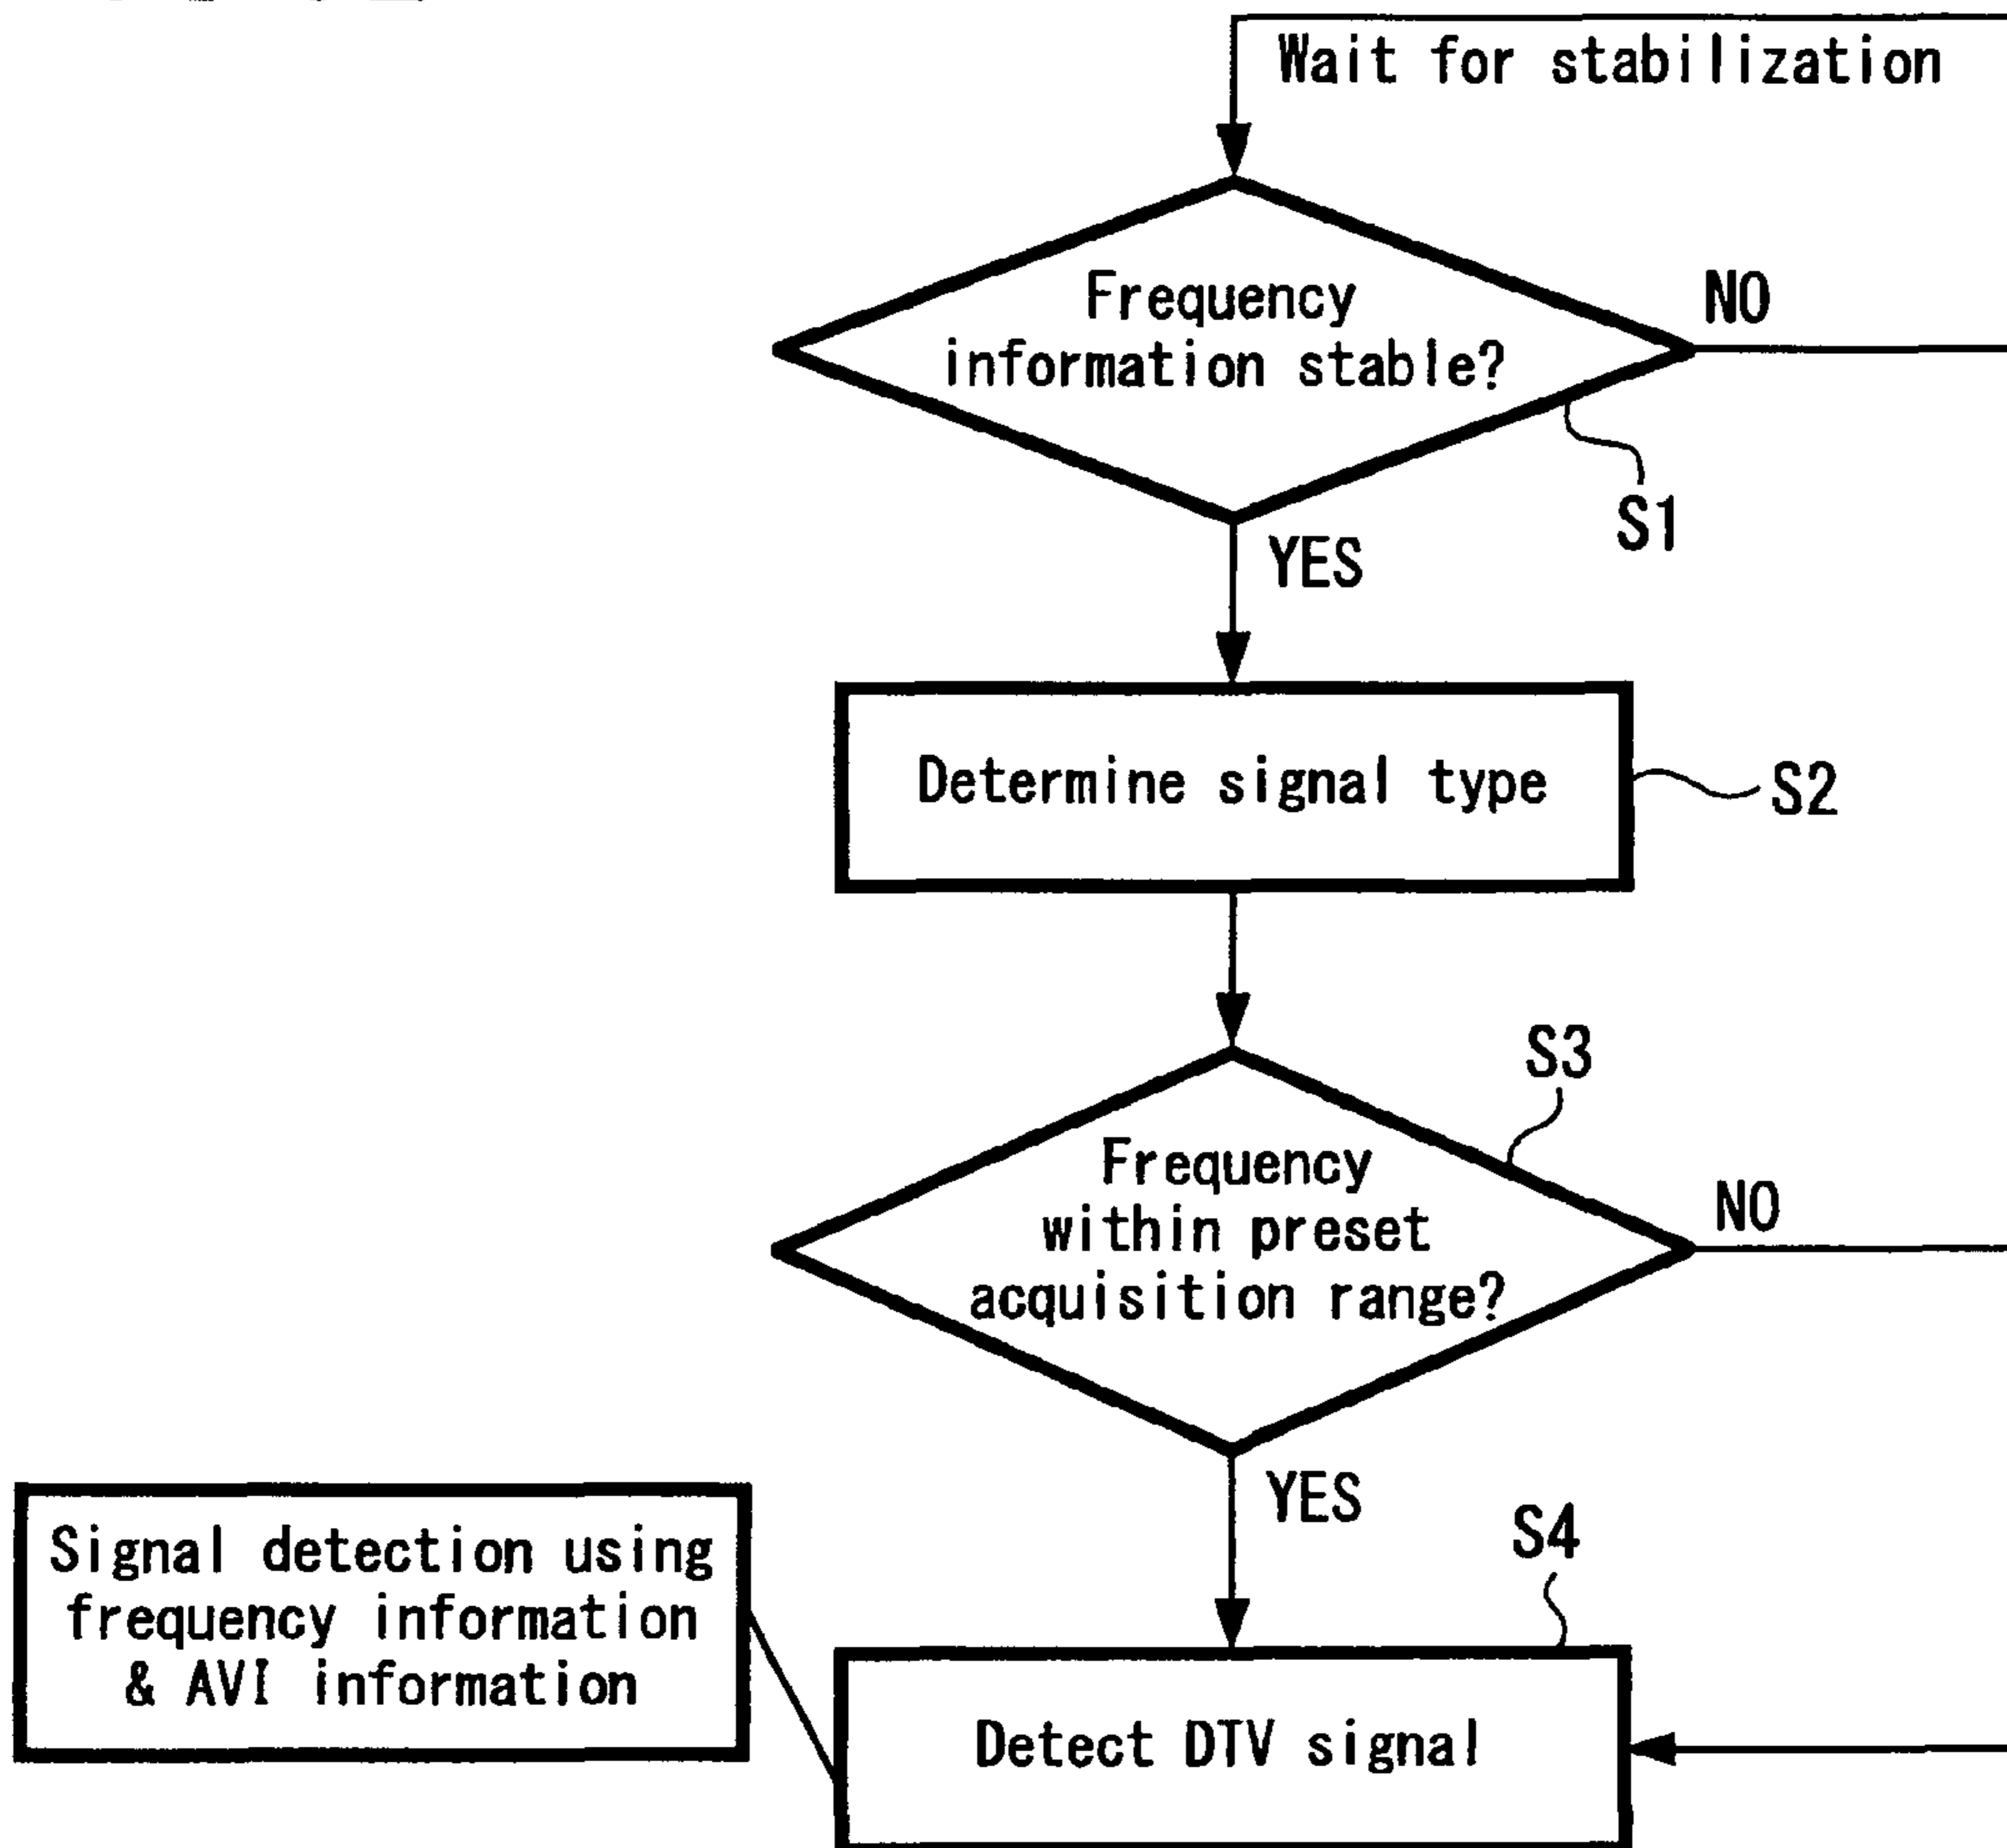 Wait for stabilization
Frequency
information stable?
NO
S1
YES
Determine signal type
S2
S3
Frequency
within preset
acquisition range?
NO
YES
S4
Signal detection using
frequency information
& AVI information
Detect DTV signal